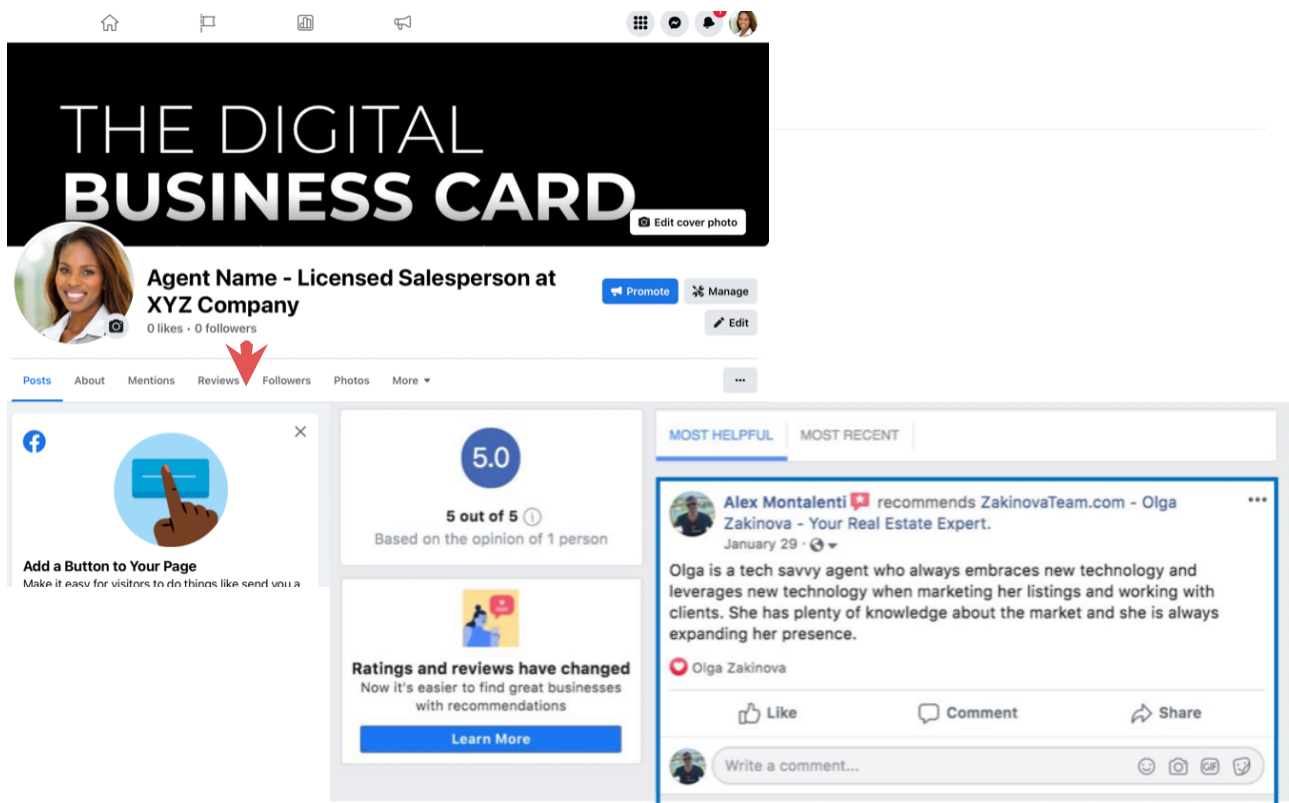 THE DIGITAL
BUSINESS CARD
Edit cover photo
Agent Name - Licensed Salesperson at
XYZ Company
0 likes · 0 followers
Promote
Manage
Edit
Posts
About
Mentions
Reviews
Followers
Photos
More
Add a Button to Your Page
Make it easy for visitors to do things like send you a
5.0
5 out of 5
Based on the opinion of 1 person
Ratings and reviews have changed
Now it's easier to find great businesses
with recommendations
Learn More
MOST HELPFUL
MOST RECENT
Alex Montalenti recommends ZakinovaTeam.com - Olga
Zakinova - Your Real Estate Expert.
January 29 ·
Olga is a tech savvy agent who always embraces new technology and
leverages new technology when marketing her listings and working with
clients. She has plenty of knowledge about the market and she is always
expanding her presence.
Olga Zakinova
Like
Comment
Share
Write a comment...
GIF